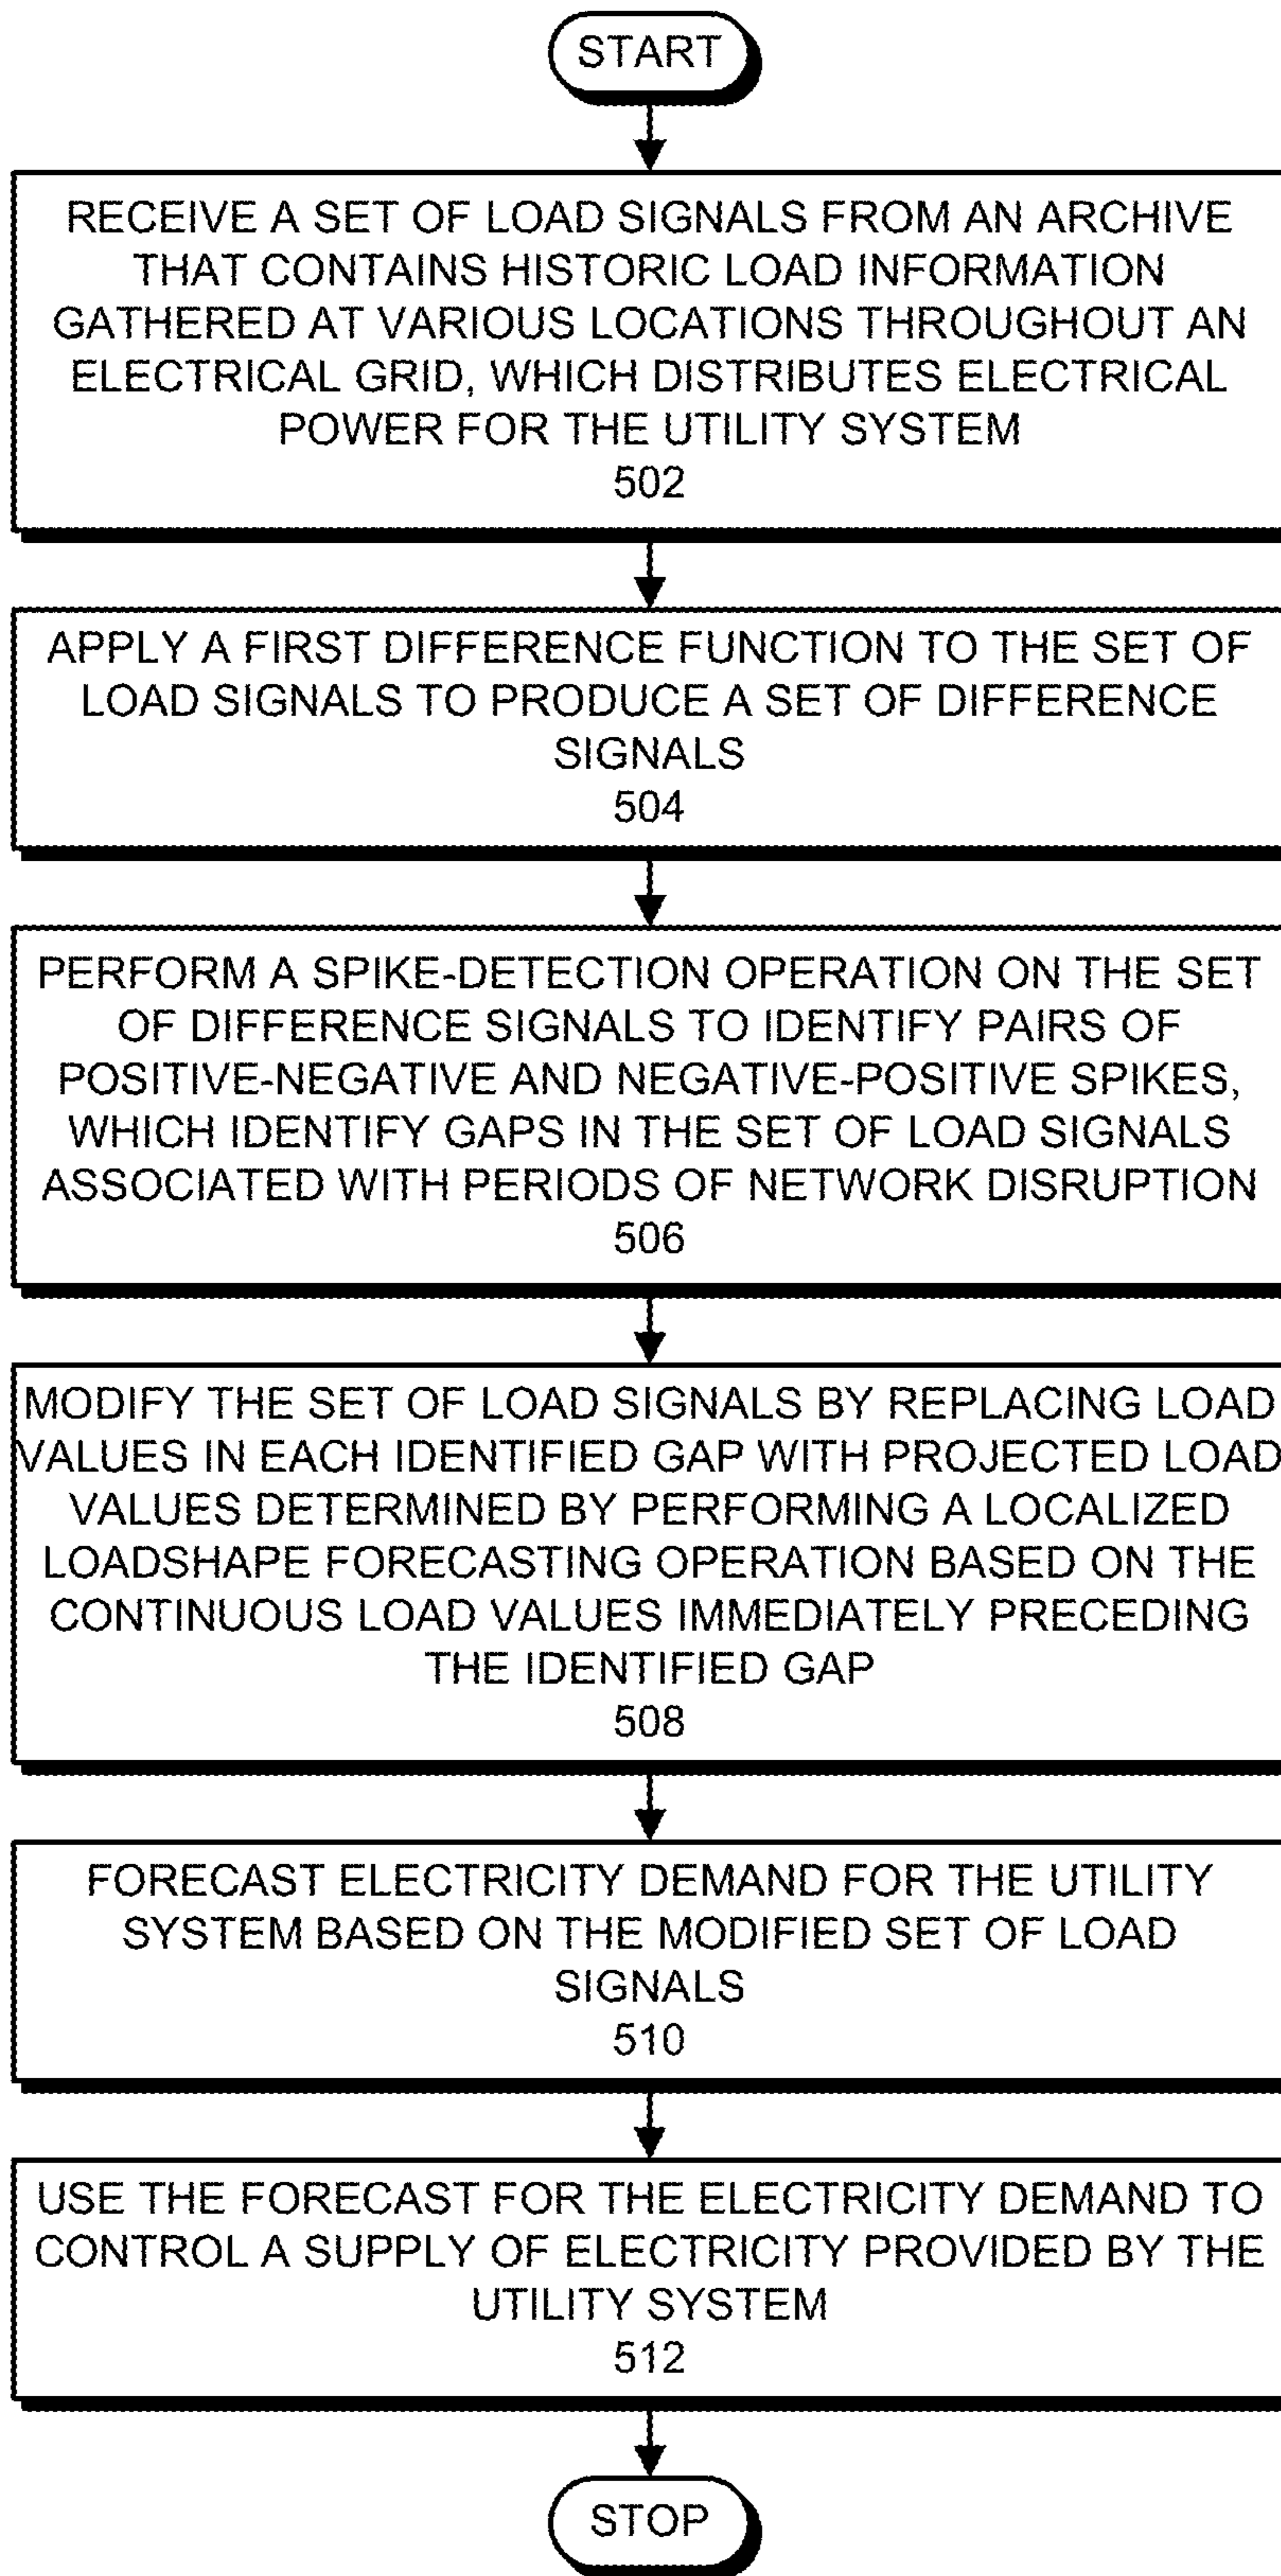 START
RECEIVE A SET OF LOAD SIGNALS FROM AN ARCHIVE
THAT CONTAINS HISTORIC LOAD INFORMATION
GATHERED AT VARIOUS LOCATIONS THROUGHOUT AN
ELECTRICAL GRID, WHICH DISTRIBUTES ELECTRICAL
POWER FOR THE UTILITY SYSTEM
502
APPLY A FIRST DIFFERENCE FUNCTION TO THE SET OF
LOAD SIGNALS TO PRODUCE A SET OF DIFFERENCE
SIGNALS
504
PERFORM A SPIKE-DETECTION OPERATION ON THE SET
OF DIFFERENCE SIGNALS TO IDENTIFY PAIRS OF
POSITIVE-NEGATIVE AND NEGATIVE-POSITIVE SPIKES,
WHICH IDENTIFY GAPS IN THE SET OF LOAD SIGNALS
ASSOCIATED WITH PERIODS OF NETWORK DISRUPTION
506
MODIFY THE SET OF LOAD SIGNALS BY REPLACING LOAD
VALUES IN EACH IDENTIFIED GAP WITH PROJECTED LOAD
VALUES DETERMINED BY PERFORMING A LOCALIZED
LOADSHAPE FORECASTING OPERATION BASED ON THE
CONTINUOUS LOAD VALUES IMMEDIATELY PRECEDING
THE IDENTIFIED GAP
508
FORECAST ELECTRICITY DEMAND FOR THE UTILITY
SYSTEM BASED ON THE MODIFIED SET OF LOAD
SIGNALS
510
USE THE FORECAST FOR THE ELECTRICITY DEMAND TO
CONTROL A SUPPLY OF ELECTRICITY PROVIDED BY THE
UTILITY SYSTEM
512
STOP